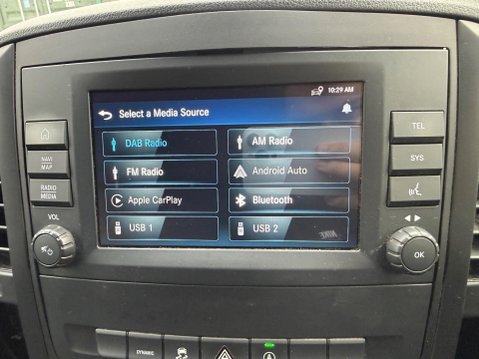 10:29 AM
Select a Media Source
DAB Radio
AM Radio
FM Radio
Android Auto
Apple CarPlay
Bluetooth
USB 1
USB 2
NAVI
MAP
RADIO
MEDIA
VOL
TEL
SYS
OK
DYNAMIC